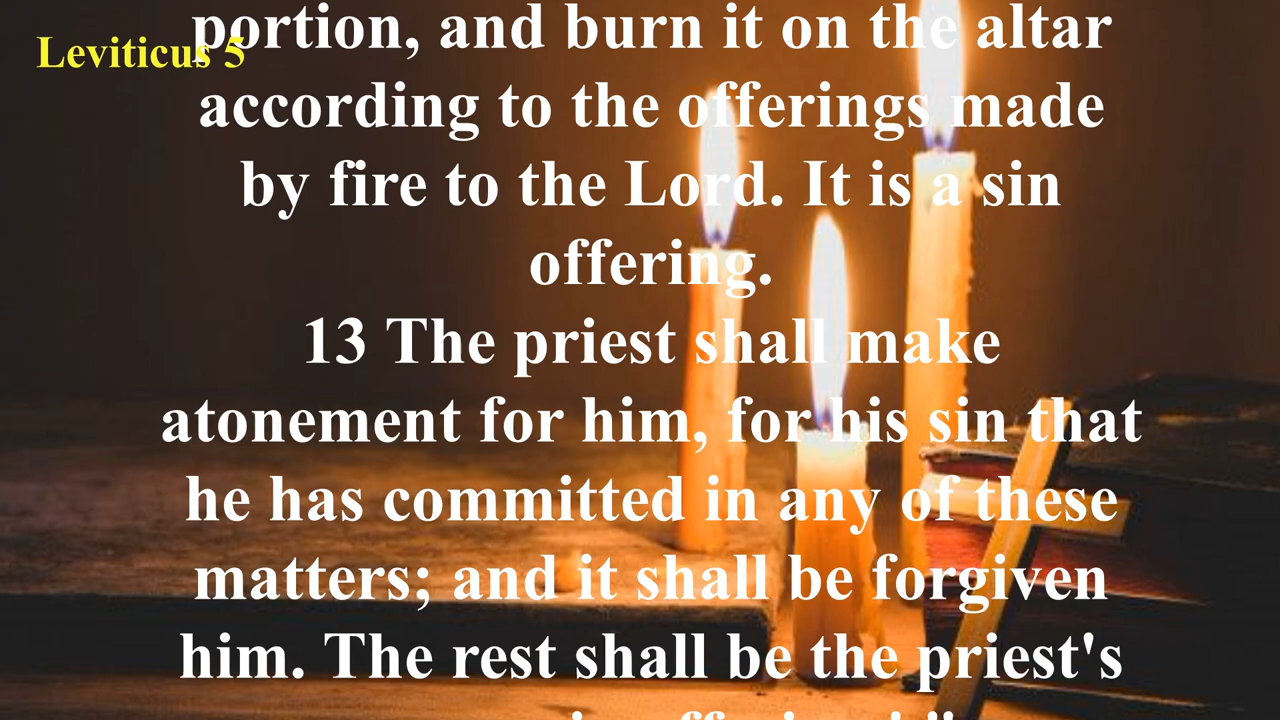 Leviticus 5
portion, and burn it on the altar
according to the offerings made
by fire to the Lord. It is a sin
offering.
13 The priest shall make
atonement for him, for his sin that
he has committed in any of these
matters; and it shall be forgiven
him. The rest shall be the priest's